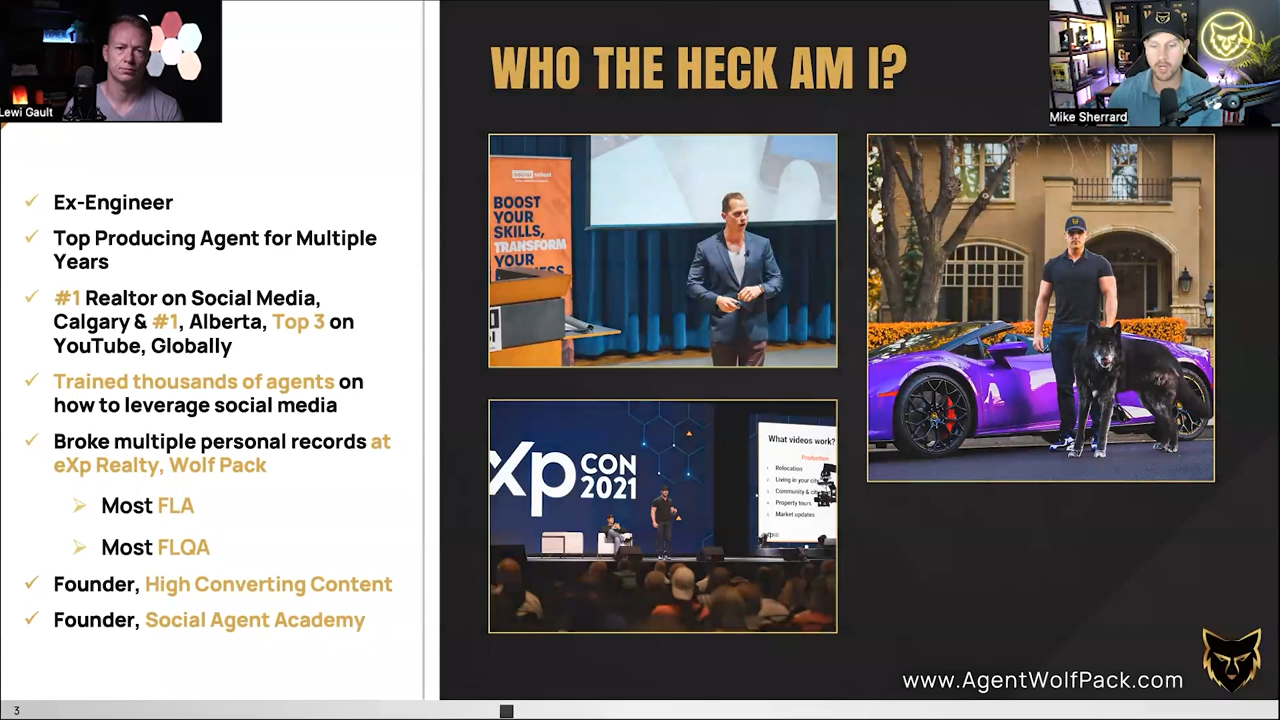 Lewi Gault
WHO THE HECK AM I?
Mike Sherrard
Ex-Engineer
Top Producing Agent for Multiple
Years
#1 Realtor on Social Media,
Calgary & #1, Alberta, Top 3 on
YouTube, Globally
Trained thousands of agents on
how to leverage social media
Broke multiple personal records at
eXp Realty, Wolf Pack
Most FLA
Most FLQA
Founder, High Converting Content
Founder, Social Agent Academy
social school
BOOST
YOUR
SKILLS,
TRANSFORM
YOUR
eXp CON
2021
What videos work?
Production
Relocation
Living in your city
Community &
Property tours
Market updates
www.AgentWolfPack.com
3